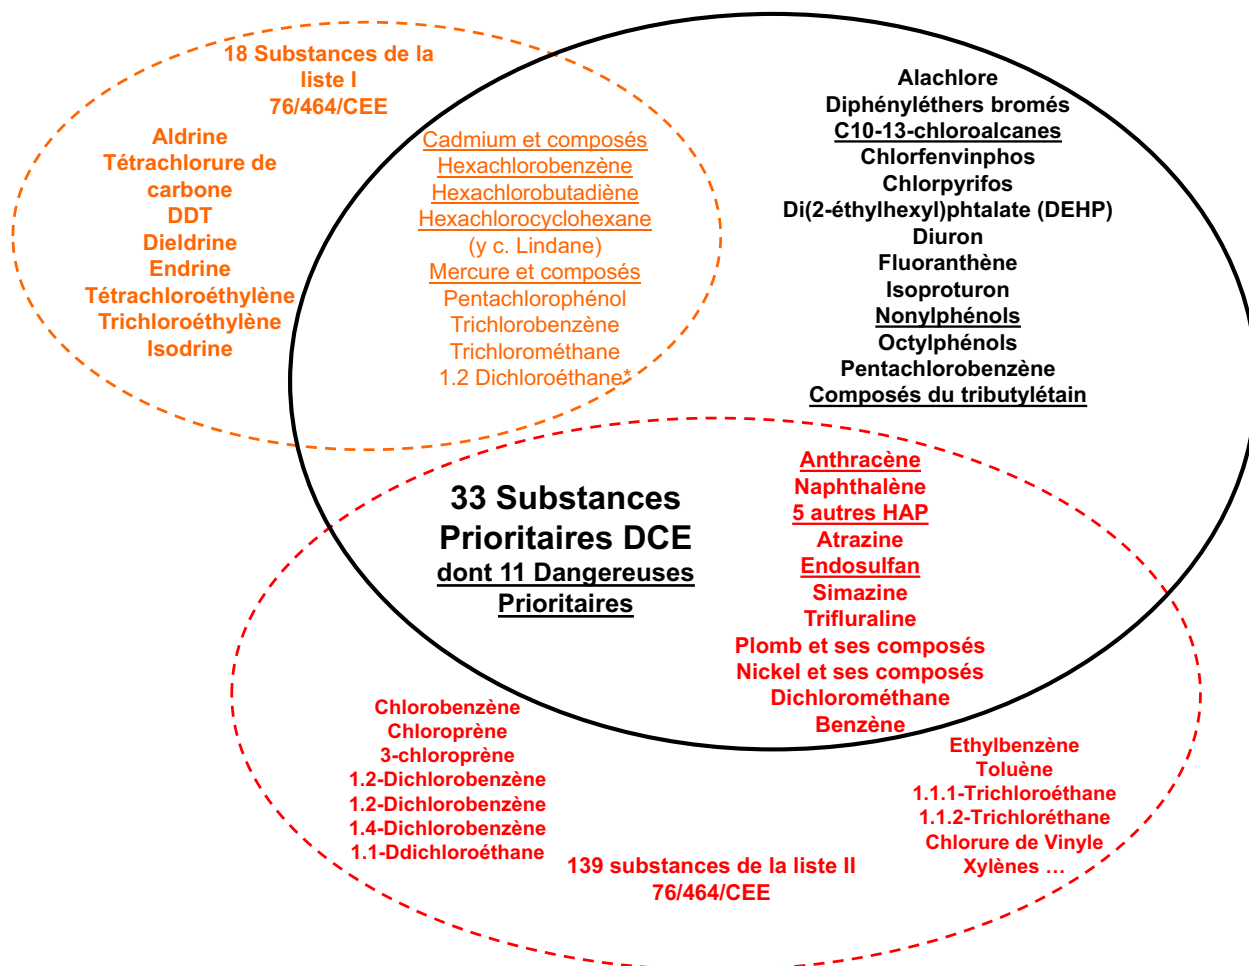 18 Substances de la
liste I
76/464/CEE
Aldrine
Tétrachlorure de
carbone
DDT
Dieldrine
Endrine
Tétrachloroéthylène
Trichloroéthylène
Isodrine
Cadmium et composés
Hexachlorobenzène
Hexachlorobutadiène
Hexachlorocyclohexane
(y c. Lindane)
Mercure et composés
Pentachlorophénol
Trichlorobenzène
Trichlorométhane
1.2 Dichloroéthane*
Alachlore
Diphényléthers bromés
C10-13-chloroalcanes
Chlorfenvinphos
Chlorpyrifos
Di(2-éthylhexyl)phtalate (DEHP)
Diuron
Fluoranthène
Isoproturon
Nonylphénols
Octylphénols
Pentachlorobenzène
Composés du tributylétain
33 Substances
Prioritaires DCE
dont 11 Dangereuses
Prioritaires
Anthracène
Naphthalène
5 autres HAP
Atrazine
Endosulfan
Simazine
Trifluraline
Plomb et ses composés
Nickel et ses composés
Dichlorométhane
Benzène
Chlorobenzène
Chloroprène
3-chloroprène
1.2-Dichlorobenzène
1.2-Dichlorobenzène
1.4-Dichlorobenzène
1.1-Ddichloroéthane
Ethylbenzène
Toluène
1.1.1-Trichloroéthane
1.1.2-Trichloréthane
Chlorure de Vinyle
Xylènes …
139 substances de la liste II
76/464/CEE